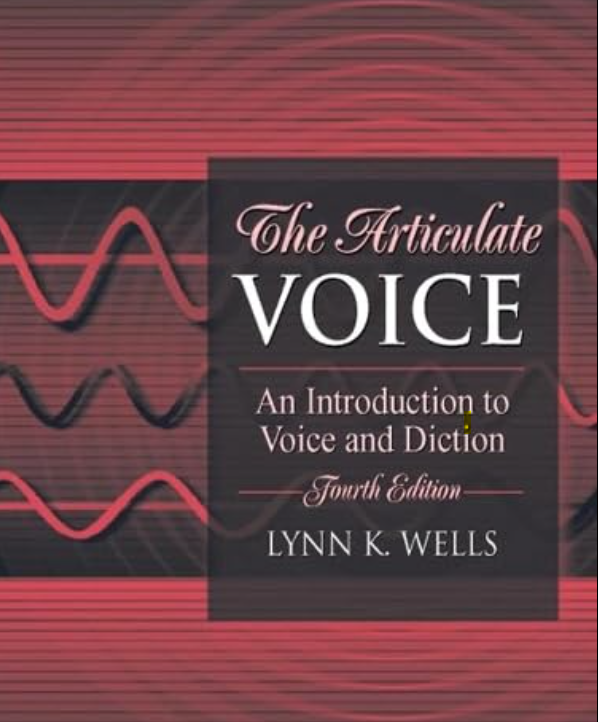 The Articulate
VOICE
An Introduction to
Voice and Diction
Fourth Edition
LYNN K. WELLS